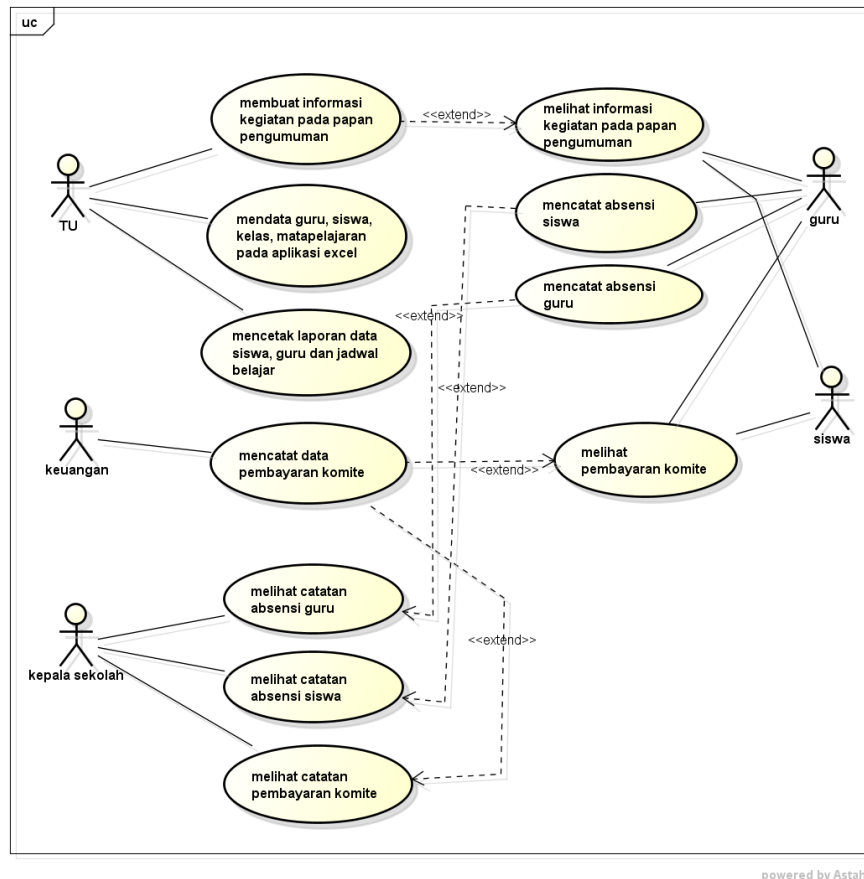 uc
membuat informasi
kegiatan pada papan
pengumuman
<<extend>>
melihat informasi
kegiatan pada papan
pengumuman
TU
guru
mendata guru, siswa,
kelas, matapelajaran
pada aplikasi excel
mencatat absensi
siswa
mencatat absensi
guru
<<extend>>
mencetak laporan data
siswa, guru dan jadwal
belajar
<<extend>>
siswa
keuangan
mencatat data
pembayaran komite
<<extend>>
melihat
pembayaran komite
melihat catatan
absensi guru
<<extend>>
kepala sekolah
melihat catatan
absensi siswa
melihat catatan
pembayaran komite
powered by Astah